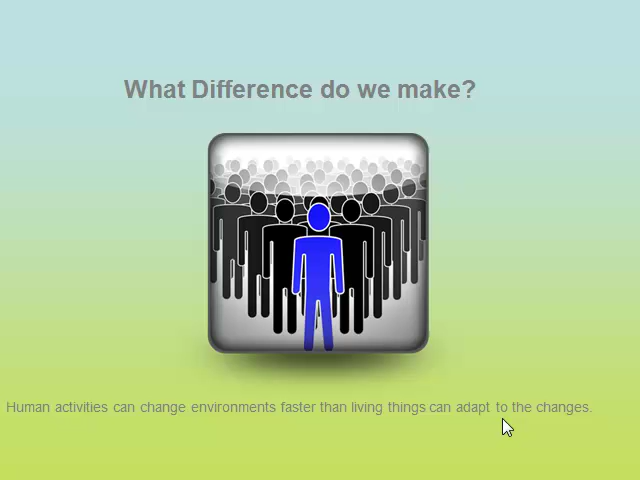 What Difference do we make?
Human activities can change environments faster than living things can adapt to the changes.